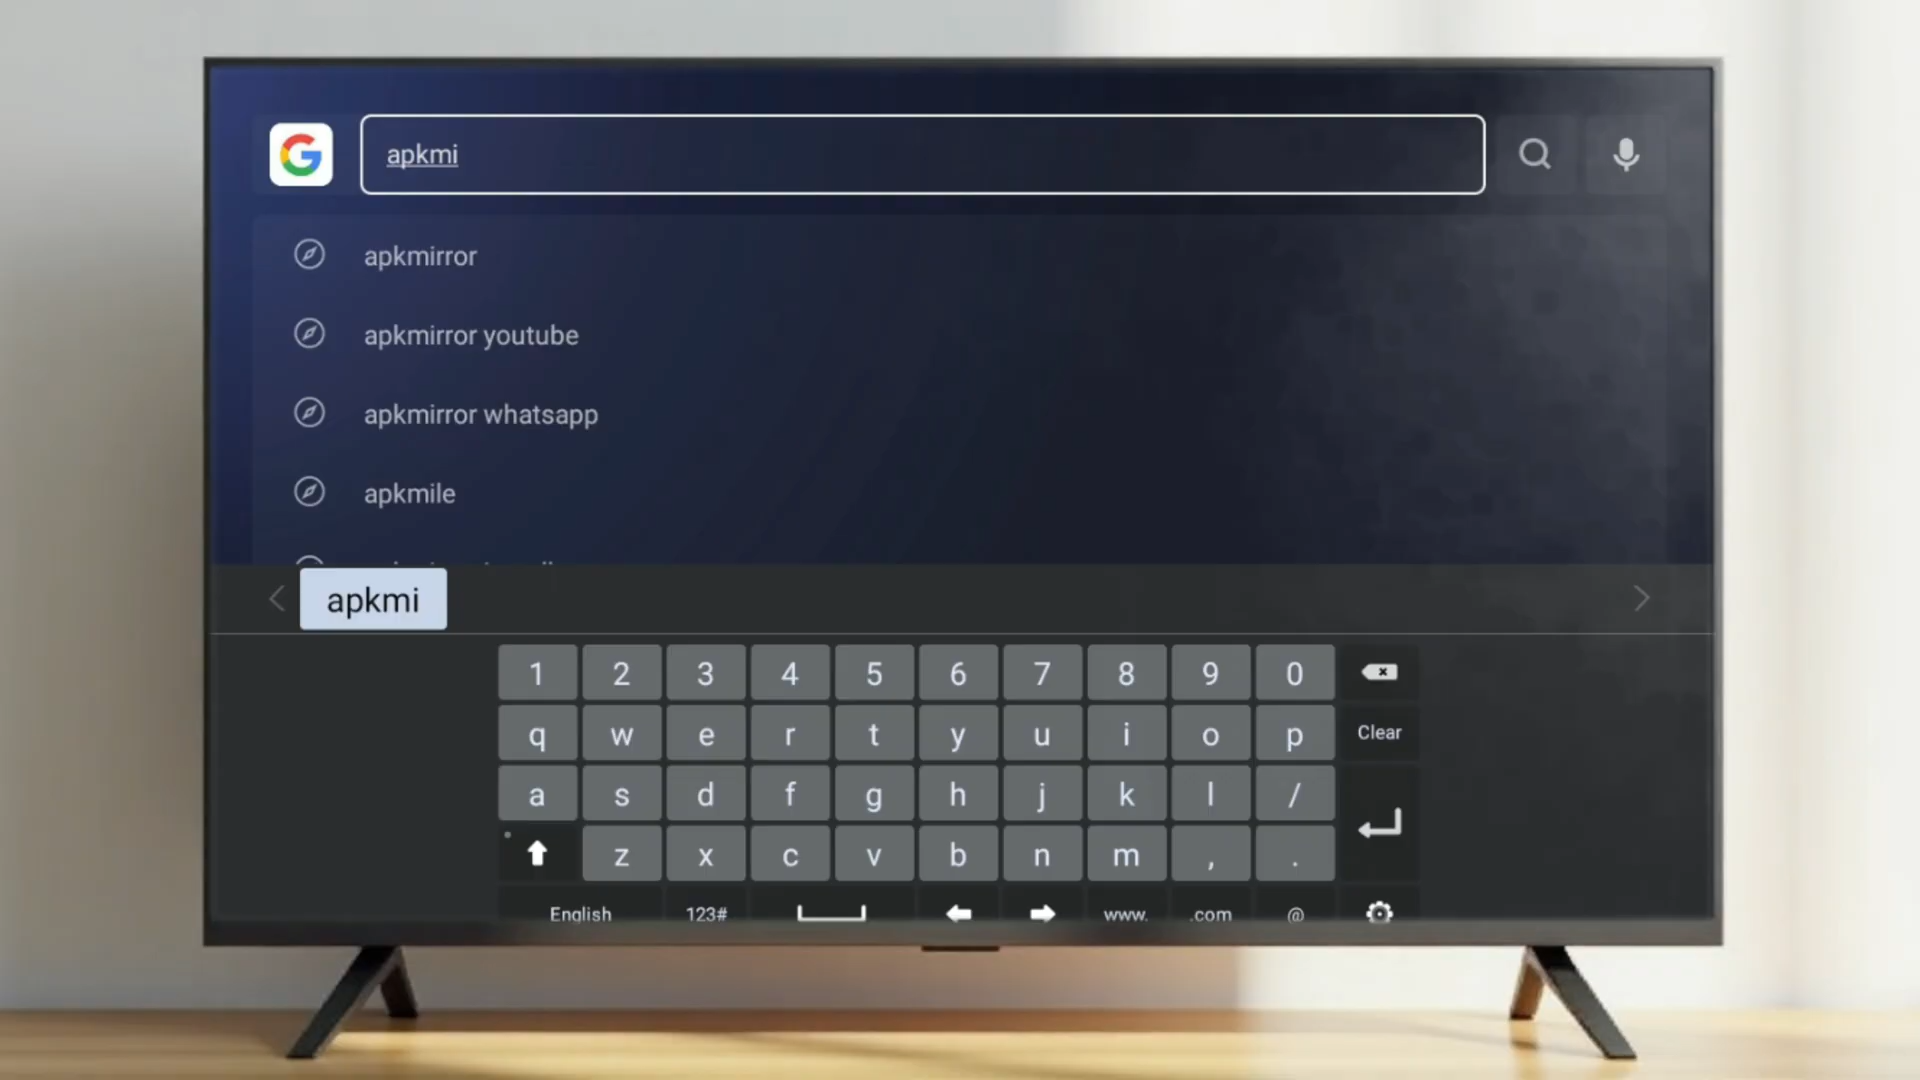 apkmi
apkmirror
apkmirror youtube
apkmirror whatsapp
apkmile
apkmi
1 2 3 4 5 6 7 8 9 0
q w e r t y u i o p Clear
a s d f g h j k l /
z x c v b n m , .
English 123# www. .com @